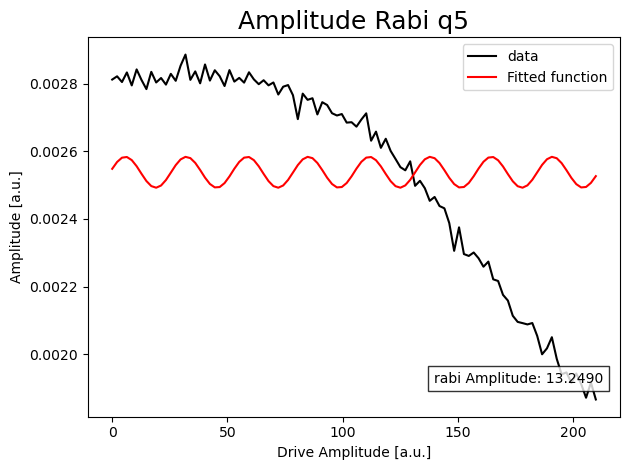 Amplitude Rabi q5
data
Fitted function
Amplitude [a.u.]
0.0028
0.0026
0.0024
0.0022
0.0020
rabi Amplitude: 13.2490
0 50 100 150 200
Drive Amplitude [a.u.]